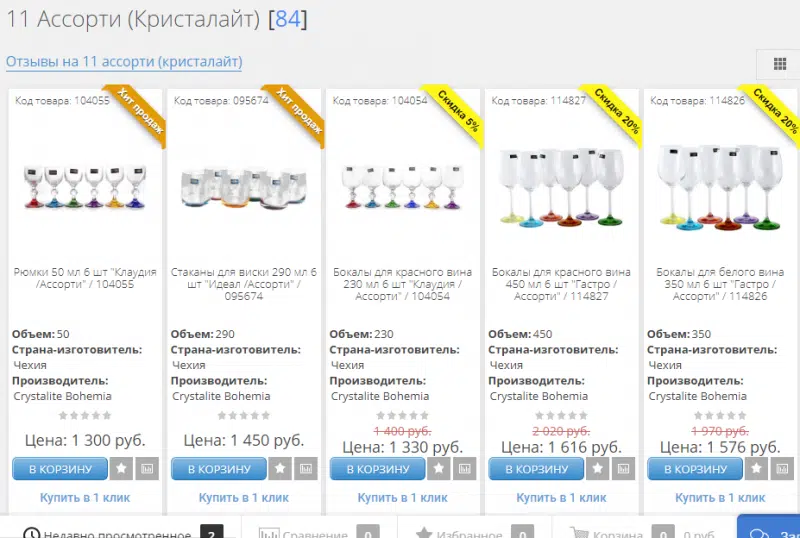 11 Ассорти (Кристалайт) [84]
Отзывы на 11 ассорти (кристалайт)
Код товара: 104055
Хит продаж
Код товара: 095674
Хит продаж
Код товара: 104054
Скидка 5%
Код товара: 114827
Скидка 20%
Код товара: 114826
Скидка 20%
Рюмки 50 мл 6 шт "Клаудия
/Ассорти" / 104055
Стаканы для виски 290 мл 6
шт "Идеал /Ассорти" /
095674
Бокалы для красного вина
230 мл 6 шт "Клаудия /
Ассорти" / 104054
Бокалы для красного вина
450 мл 6 шт "Гастро /
Ассорти" / 114827
Бокалы для белого вина
350 мл 6 шт "Гастро /
Ассорти" / 114826
Объем: 50
Страна-изготовитель:
Чехия
Производитель:
Crystalite Bohemia
Объем: 290
Страна-изготовитель:
Чехия
Производитель:
Crystalite Bohemia
Объем: 230
Страна-изготовитель:
Чехия
Производитель:
Crystalite Bohemia
Объем: 450
Страна-изготовитель:
Чехия
Производитель:
Crystalite Bohemia
Объем: 350
Страна-изготовитель:
Чехия
Производитель:
Crystalite Bohemia
Цена: 1 300 руб.
Цена: 1 450 руб.
1 400 руб.
Цена: 1 330 руб.
2 020 руб.
Цена: 1 616 руб.
1 970 руб.
Цена: 1 576 руб.
В КОРЗИНУ
В КОРЗИНУ
В КОРЗИНУ
В КОРЗИНУ
В КОРЗИНУ
Купить в 1 клик
Купить в 1 клик
Купить в 1 клик
Купить в 1 клик
Купить в 1 клик
Недавно просмотренное 2
Сравнение 0
Избранное 0
Корзина 0 0 руб.